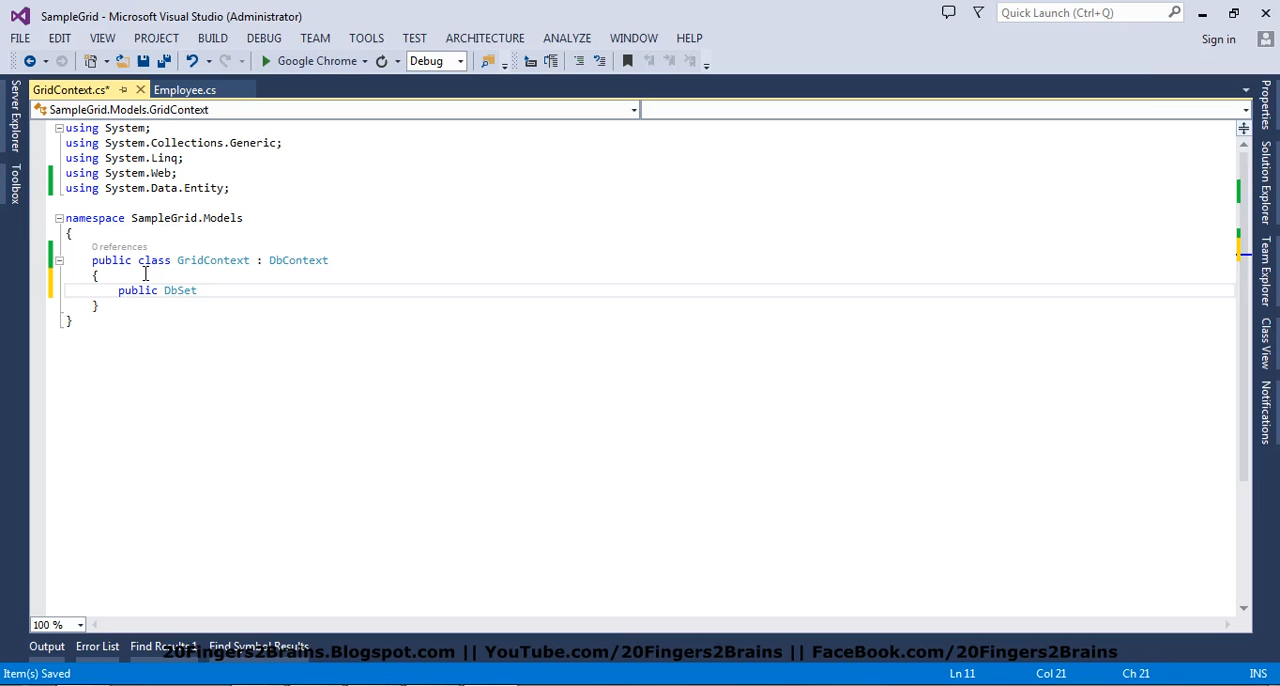 SampleGrid - Microsoft Visual Studio (Administrator)
Quick Launch (Ctrl+Q)
FILE EDIT VIEW PROJECT BUILD DEBUG TEAM TOOLS TEST ARCHITECTURE ANALYZE WINDOW HELP
Sign in
Google Chrome
Debug
GridContext.cs*
Employee.cs
SampleGrid.Models.GridContext
Server Explorer
Toolbox
using System;
using System.Collections.Generic;
using System.Linq;
using System.Web;
using System.Data.Entity;
namespace SampleGrid.Models
{
0 references
public class GridContext : DbContext
{
public DbSet
}
}
Properties
Solution Explorer
Team Explorer
Class View
Notifications
100 %
Output Error List Find Results 1 Find Symbol Results
20Fingers2Brains.Blogspot.com || YouTube.com/20Fingers2Brains || FaceBook.com/20Fingers2Brains
Item(s) Saved
Ln 11 Col 21 Ch 21 INS